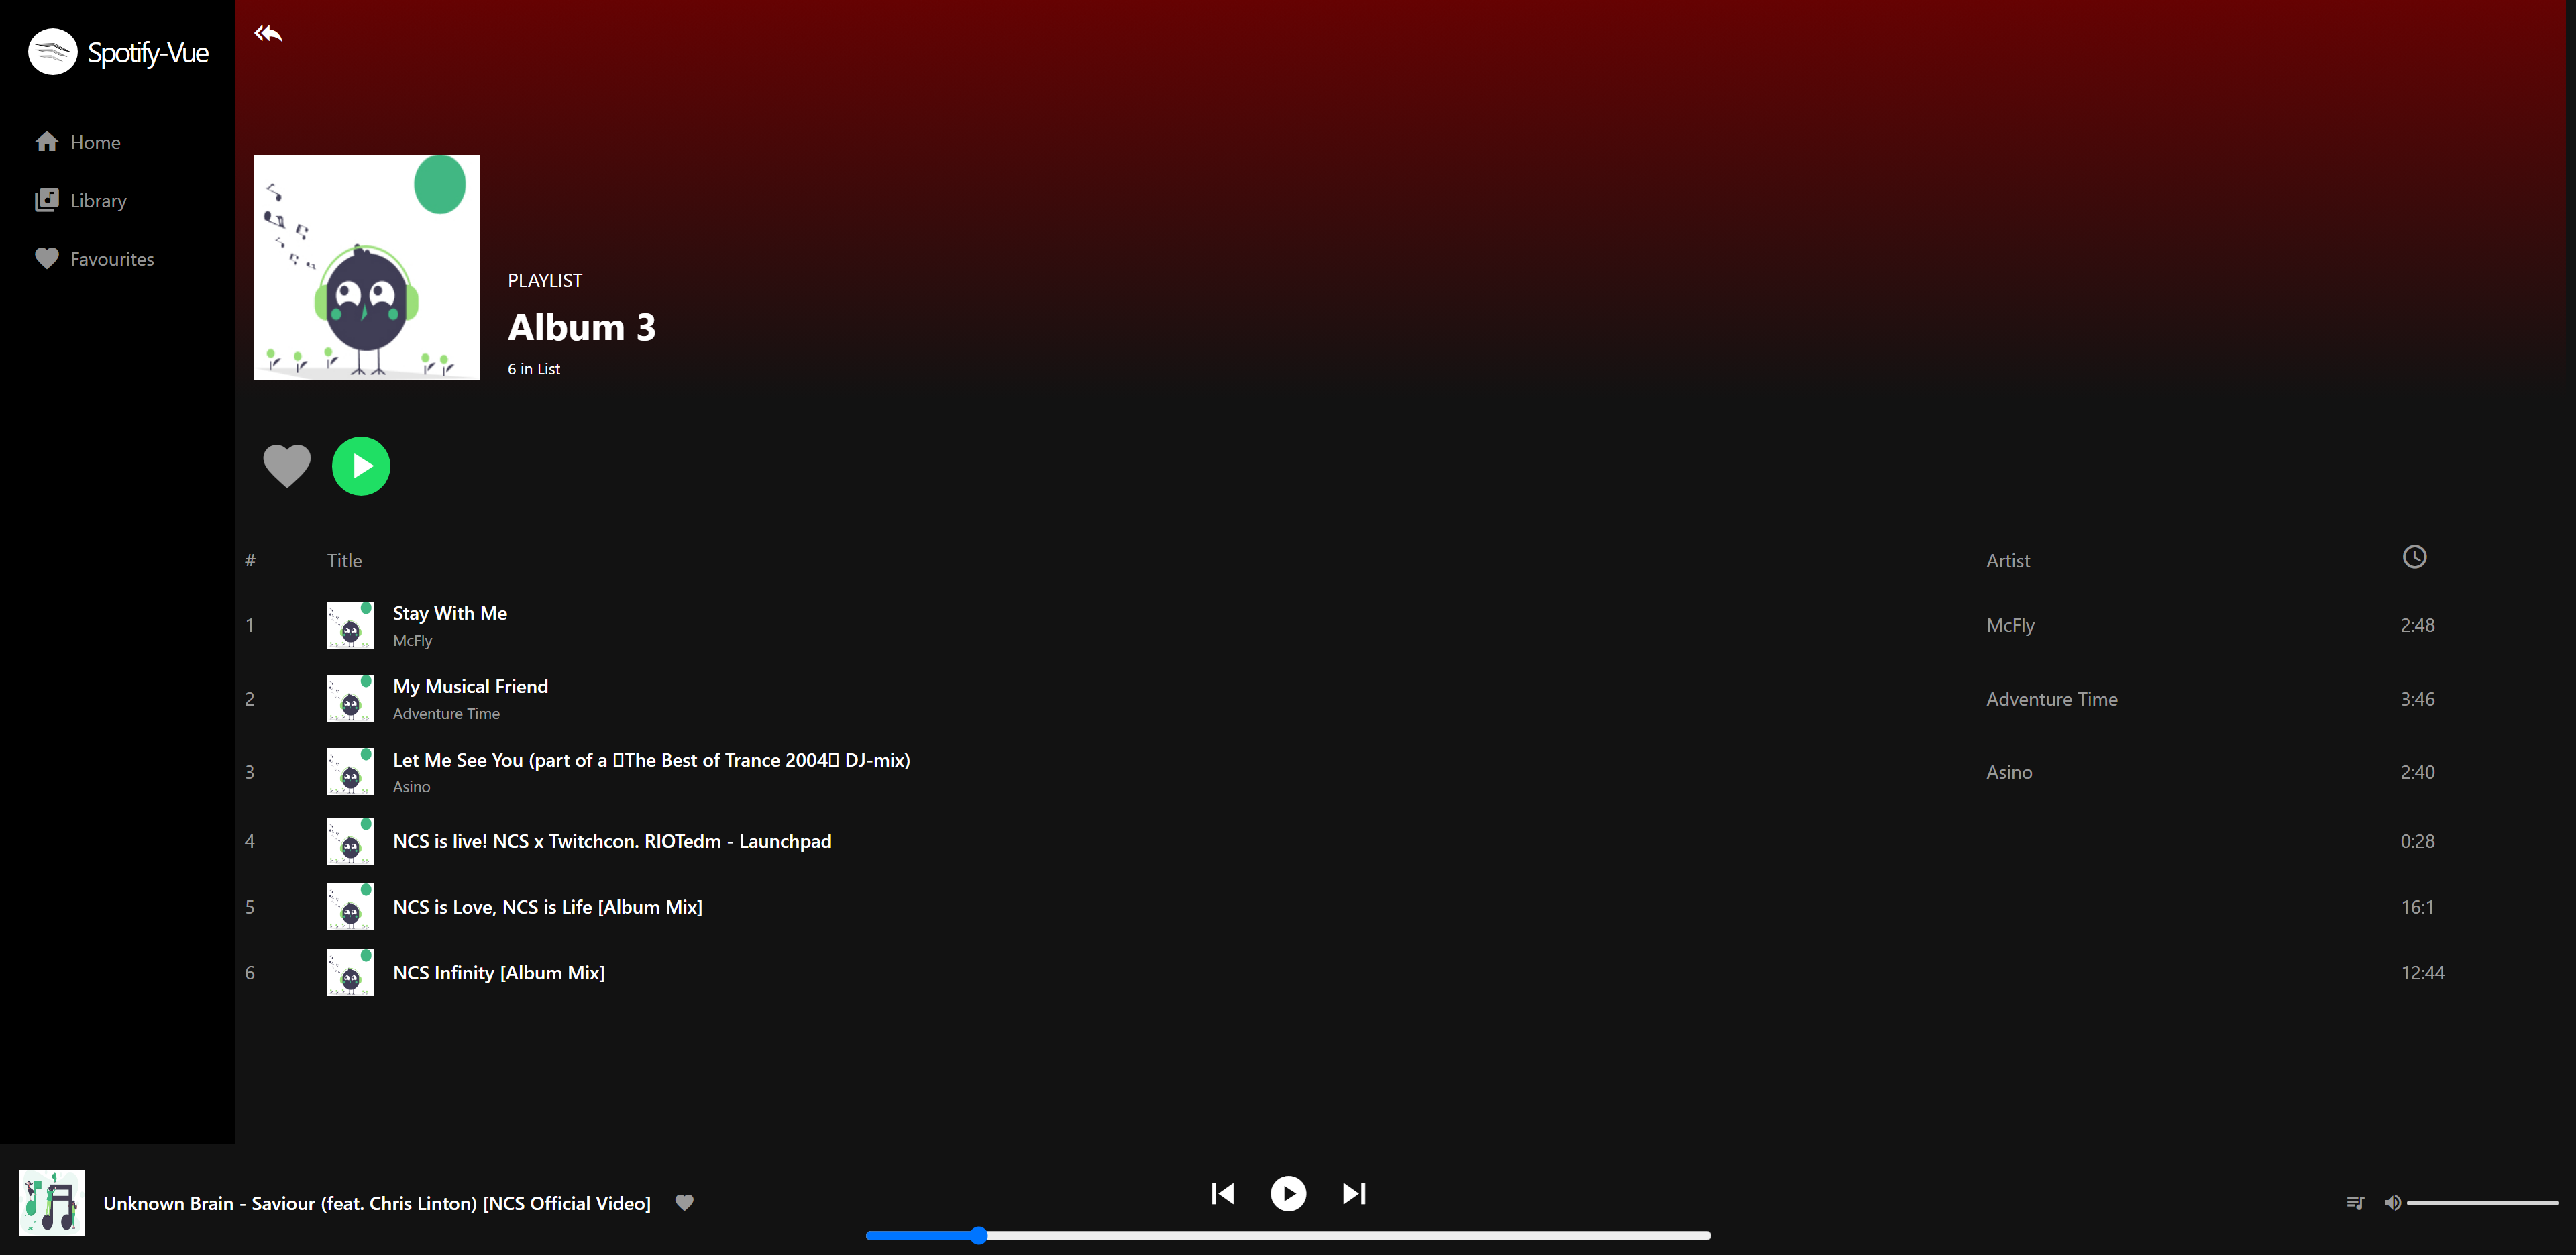 Spotify-Vue
Home
Library
Favourites
PLAYLIST
Album 3
6 in List
# Title Artist
1 Stay With Me McFly 2:48
McFly
2 My Musical Friend Adventure Time 3:46
Adventure Time
3 Let Me See You (part of a ▯The Best of Trance 2004▯ DJ-mix) Asino 2:40
Asino
4 NCS is live! NCS x Twitchcon. RIOTedm - Launchpad 0:28
5 NCS is Love, NCS is Life [Album Mix] 16:1
6 NCS Infinity [Album Mix] 12:44
Unknown Brain - Saviour (feat. Chris Linton) [NCS Official Video]